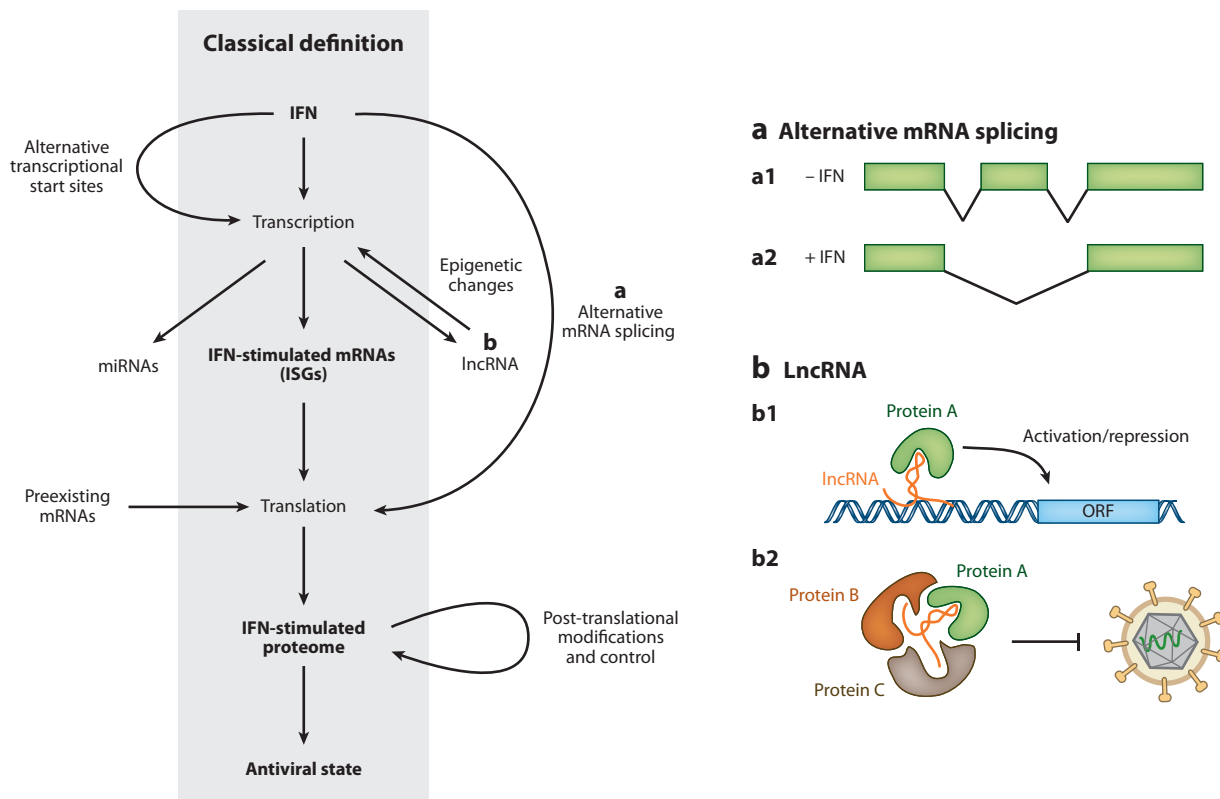 Classical definition
IFN
Alternative
transcriptional
start sites
Transcription
Epigenetic
changes
a
Alternative
mRNA splicing
b
lncRNA
miRNAs
IFN-stimulated mRNAs
(ISGs)
Preexisting
mRNAs
Translation
IFN-stimulated
proteome
Post-translational
modifications
and control
Antiviral state
a Alternative mRNA splicing
a1 – IFN
a2 + IFN
b LncRNA
b1
Protein A
Activation/repression
lncRNA
ORF
b2
Protein A
Protein B
Protein C